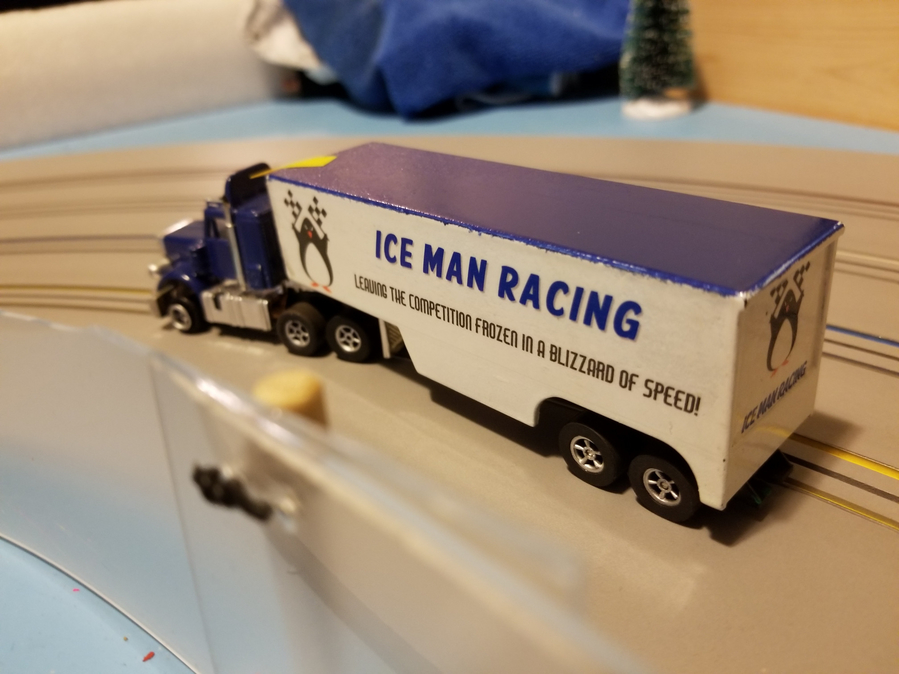 ICE MAN RACING
LEAVING THE COMPETITION FROZEN IN A BLIZZARD OF SPEED!
ICE MAN RACING